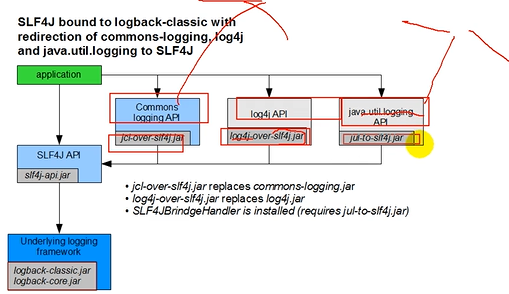 SLF4J bound to logback-classic with
redirection of commons-logging, log4j
and java.util.logging to SLF4J
application
Commons
logging API
jcl-over-slf4j.jar
log4j API
log4j-over-slf4j.jar
java.util.logging
API
jul-to-slf4j.jar
SLF4J API
slf4j-api.jar
• jcl-over-slf4j.jar replaces commons-logging.jar
• log4j-over-slf4j.jar replaces log4j.jar
• SLF4JBridgeHandler is installed (requires jul-to-slf4j.jar)
Underlying logging
framework
logback-classic.jar
logback-core.jar